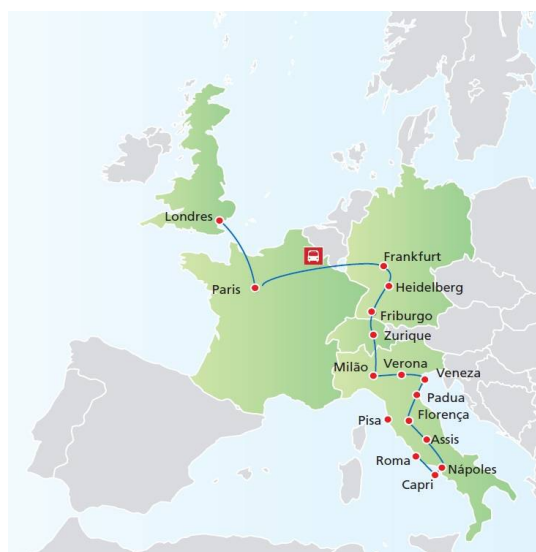 Londres
Paris
Frankfurt
Heidelberg
Friburgo
Zurique
Milão
Verona
Veneza
Padua
Florença
Pisa
Assis
Roma
Nápoles
Capri